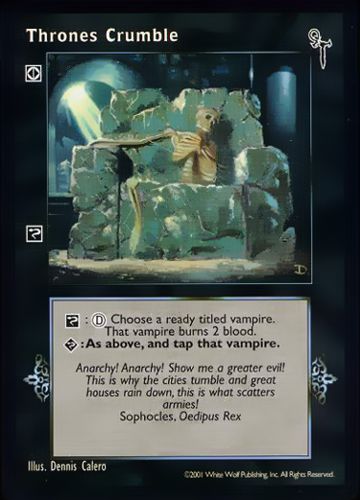 Thrones Crumble
: D Choose a ready titled vampire.
That vampire burns 2 blood.
:As above, and tap that vampire.
Anarchy! Anarchy! Show me a greater evil!
This is why the cities tumble and great
houses rain down, this is what scatters
armies!
Sophocles, Oedipus Rex
Illus. Dennis Calero
©2001 White Wolf Publishing, Inc. All Rights Reserved.
D